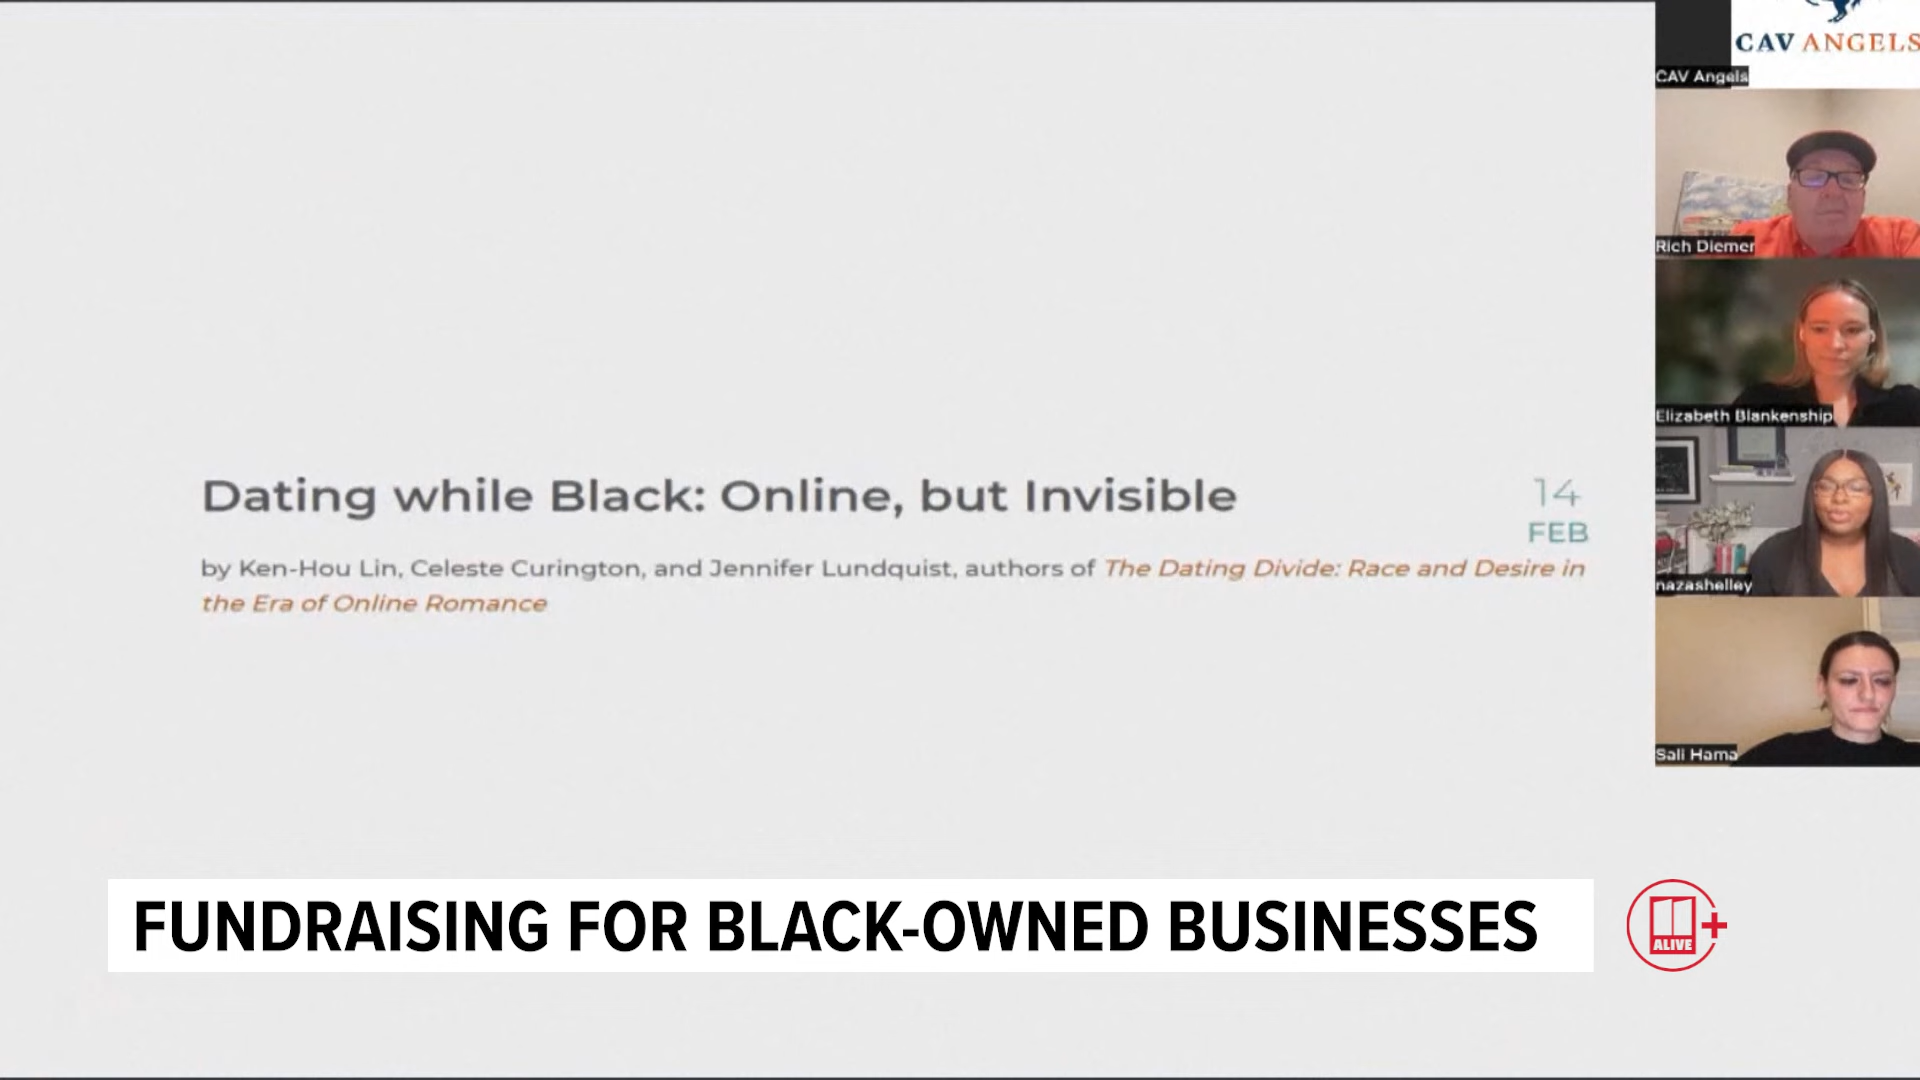 CAV ANGELS
CAV Angels
Rich Diemer
Elizabeth Blankenship
nazashelley
Sali Hama
Dating while Black: Online, but Invisible
14
FEB
by Ken-Hou Lin, Celeste Curington, and Jennifer Lundquist, authors of The Dating Divide: Race and Desire in
the Era of Online Romance
FUNDRAISING FOR BLACK-OWNED BUSINESSES
11
ALIVE
+